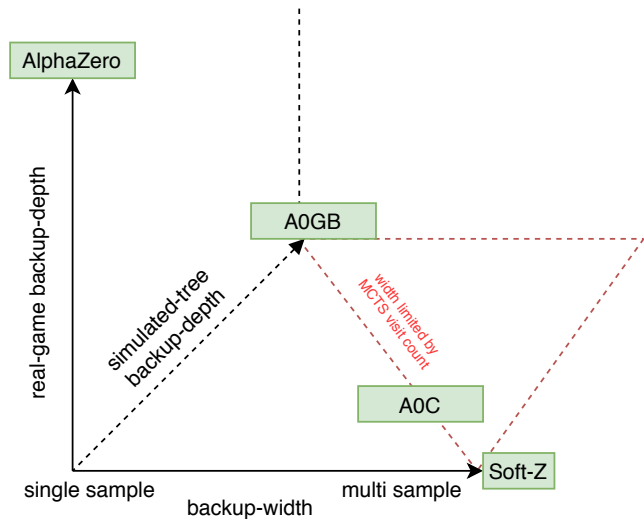 AlphaZero
real-game backup-depth
A0GB
simulated-tree
backup-depth
width limited by
MCTS visit count
A0C
Soft-Z
single sample
multi sample
backup-width